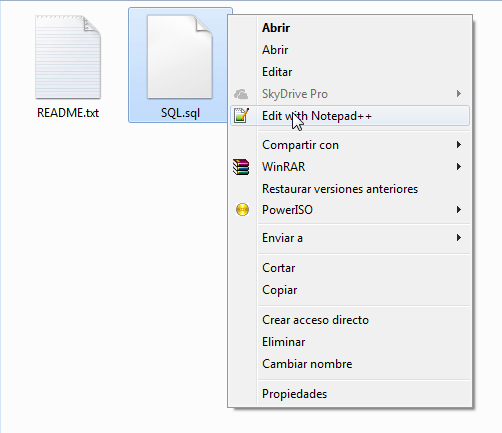 README.txt
SQL.sql
Abrir
Abrir
Editar
SkyDrive Pro
Edit with Notepad++
Compartir con
WinRAR
Restaurar versiones anteriores
PowerISO
Enviar a
Cortar
Copiar
Crear acceso directo
Eliminar
Cambiar nombre
Propiedades